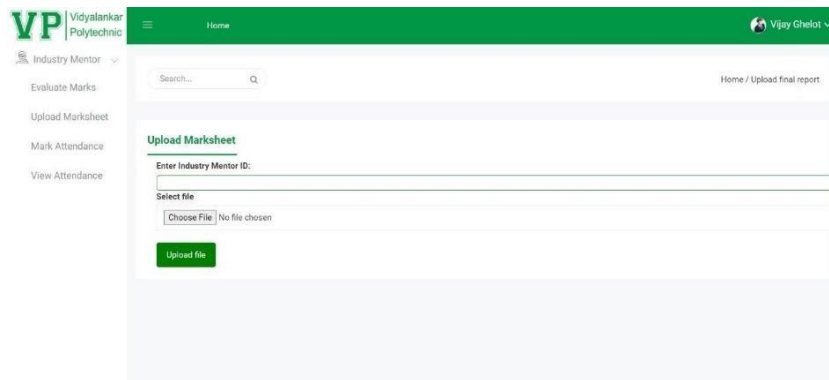 VP Vidyalankar
Polytechnic
Home
Vijay Ghelot
Industry Mentor
Evaluate Marks
Upload Marksheet
Mark Attendance
View Attendance
Search...
Home / Upload final report
Upload Marksheet
Enter Industry Mentor ID:
Select file
Choose File No file chosen
Upload file